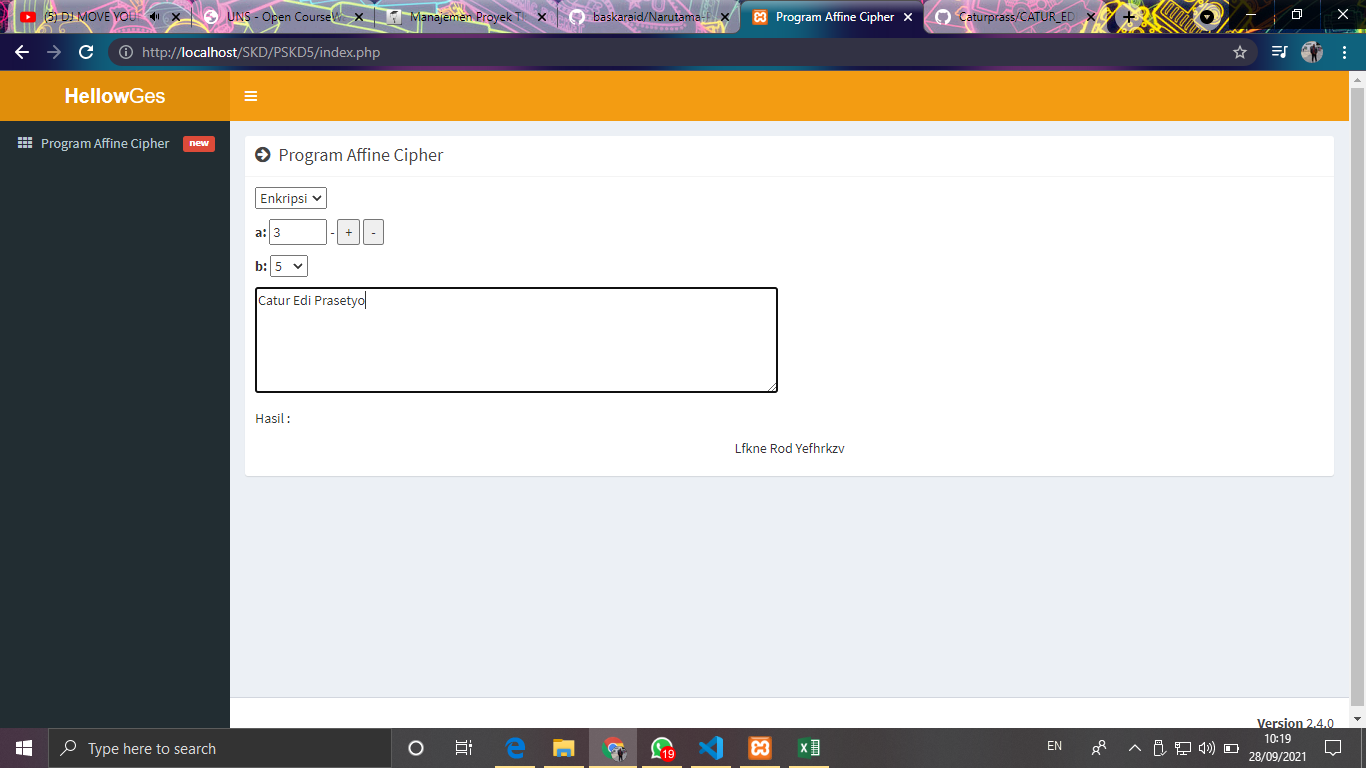 (5) DJ MOVE YOU
UNS - Open CourseW
Manajemen Proyek T
baskaraid/Narutama-
Program Affine Cipher
Caturprass/CATUR_ED
http://localhost/SKD/PSKD5/index.php
HellowGes
Program Affine Cipher new
Program Affine Cipher
Enkripsi
a: 3 - + -
b: 5
Catur Edi Prasetyo
Hasil :
Lfkne Rod Yefhrkzv
Version 2.4.0
Type here to search
19
EN
10:19
28/09/2021